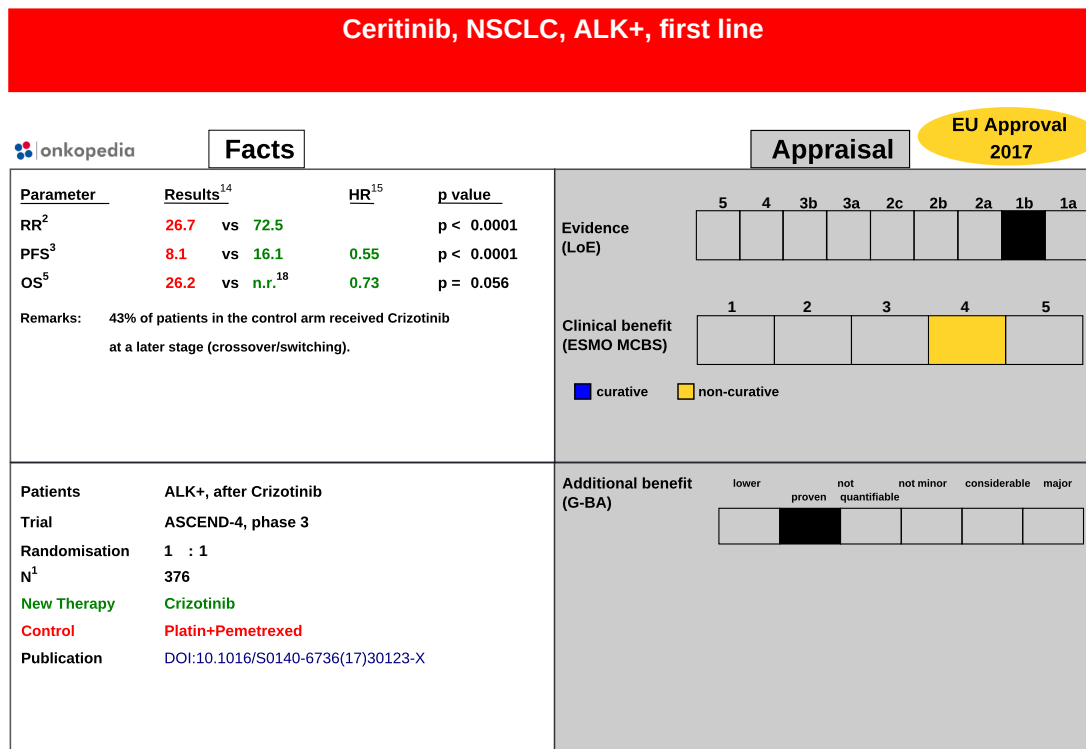 Ceritinib, NSCLC, ALK+, first line
onkopedia
Facts
Appraisal
EU Approval
2017
Parameter Results14 HR15 p value
RR2 26.7 vs 72.5 p < 0.0001
PFS3 8.1 vs 16.1 0.55 p < 0.0001
OS5 26.2 vs n.r.18 0.73 p = 0.056
Remarks: 43% of patients in the control arm received Crizotinib
at a later stage (crossover/switching).
5 4 3b 3a 2c 2b 2a 1b 1a
Evidence
(LoE)
1 2 3 4 5
Clinical benefit
(ESMO MCBS)
curative non-curative
Patients ALK+, after Crizotinib
Trial ASCEND-4, phase 3
Randomisation 1 : 1
N1 376
New Therapy Crizotinib
Control Platin+Pemetrexed
Publication DOI:10.1016/S0140-6736(17)30123-X
Additional benefit
(G-BA)
lower not not minor considerable major
proven quantifiable